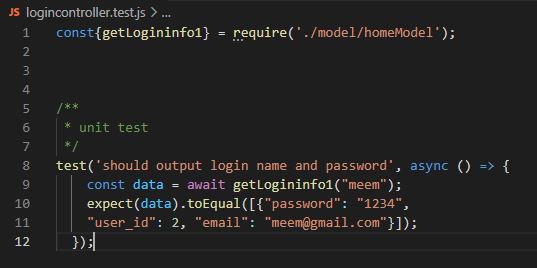 JS logincontroller.test.js > ...
1 const{getLogininfo1} = require('./model/homeModel');
2
3
4
5 /**
6 * unit test
7 */
8 test('should output login name and password', async () => {
9 const data = await getLogininfo1("meem");
10 expect(data).toEqual([{"password": "1234",
11 "user_id": 2, "email": "meem@gmail.com"}]);
12 });